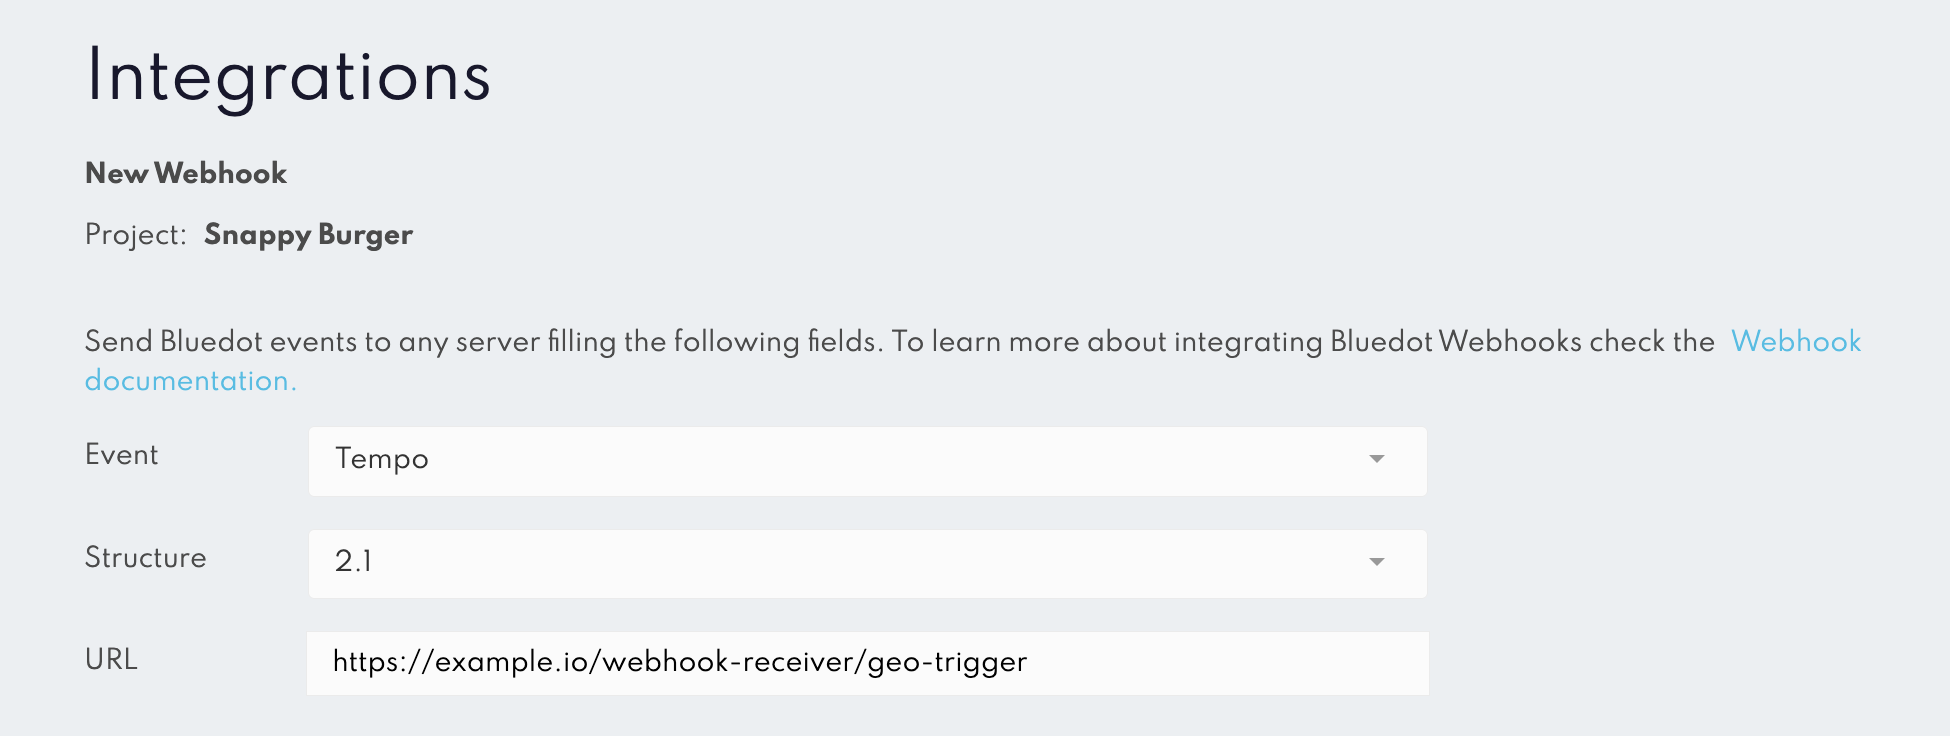 Integrations
New Webhook
Project: Snappy Burger
Send Bluedot events to any server filling the following fields. To learn more about integrating Bluedot Webhooks check the Webhook
documentation.
Event
Tempo
Structure
2.1
URL
https://example.io/webhook-receiver/geo-trigger